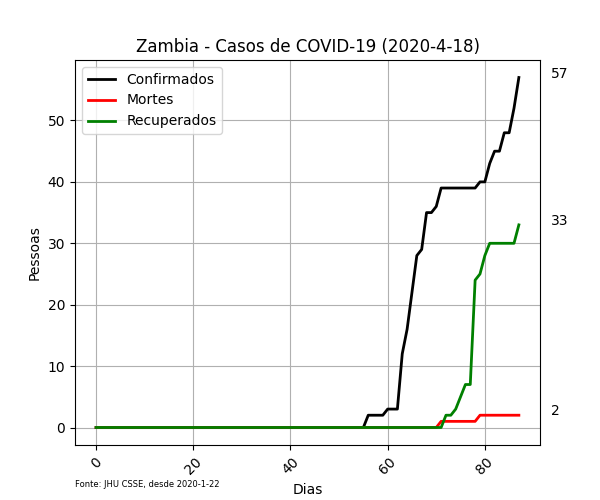 Zambia - Casos de COVID-19 (2020-4-18)
Confirmados
Mortes
Recuperados
57
33
2
Pessoas
50
40
30
20
10
0
0
20
40
60
80
Dias
Fonte: JHU CSSE, desde 2020-1-22